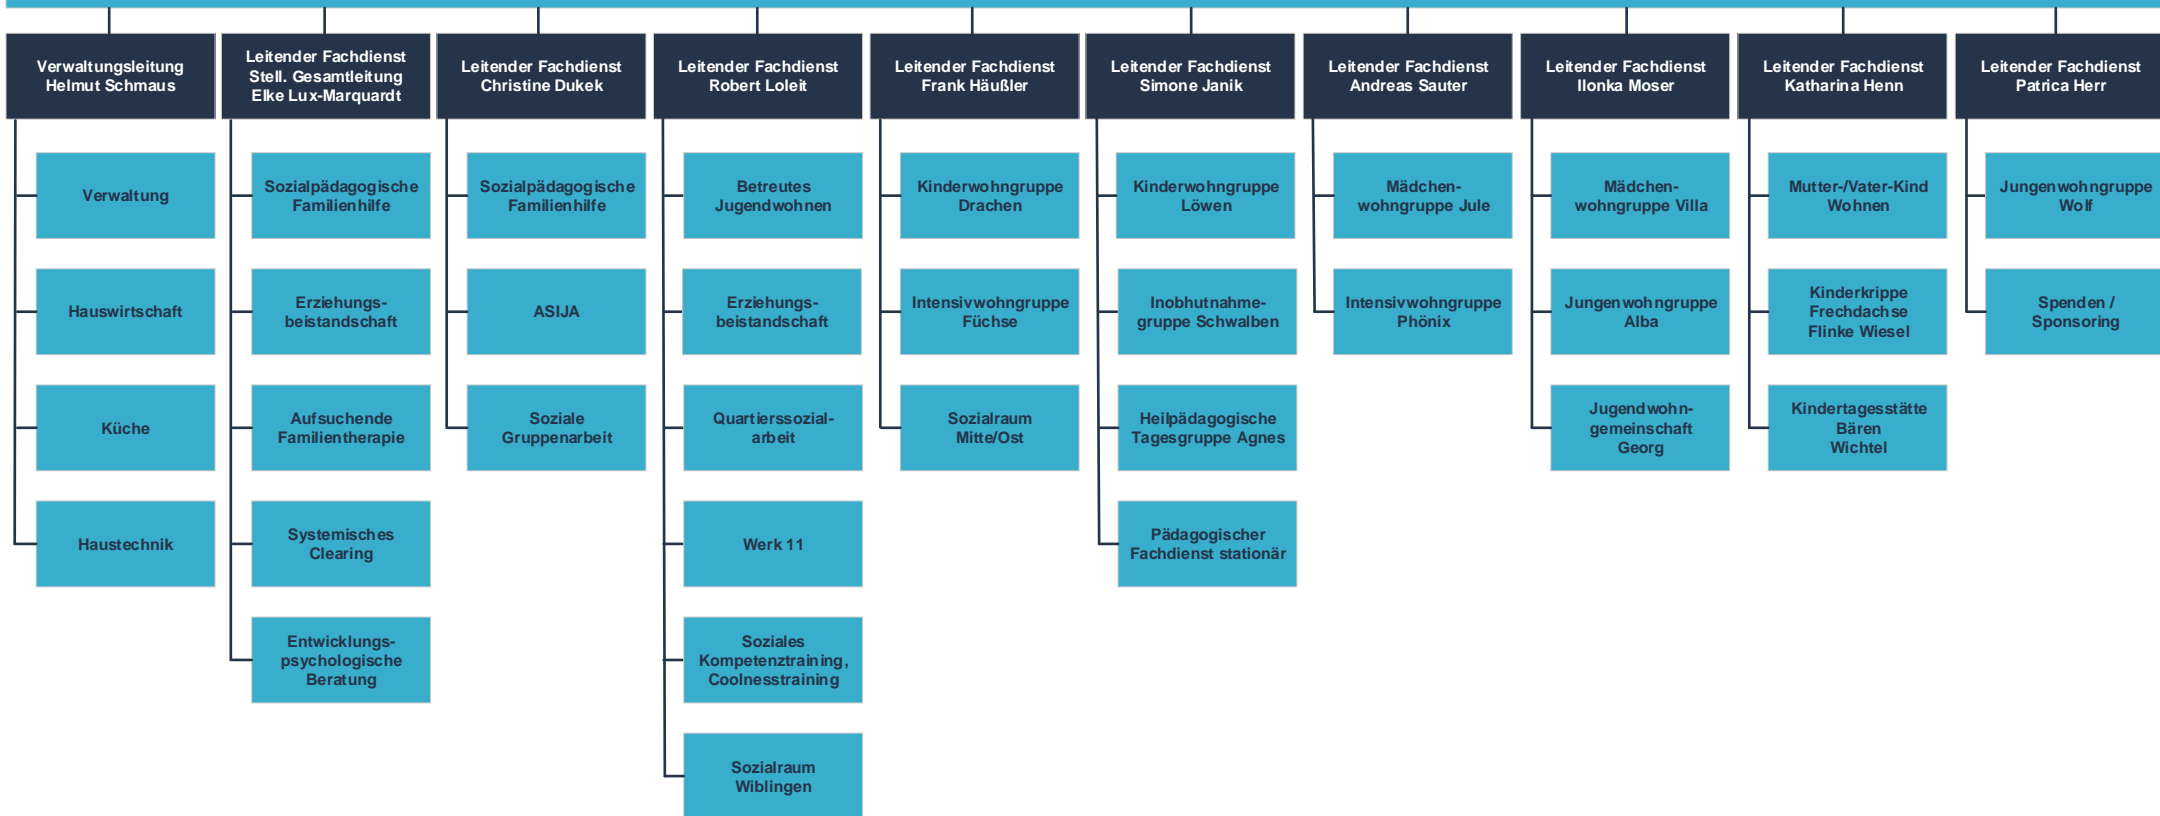 Verwaltungsleitung
Helmut Schmaus
Leitender Fachdienst
Stell. Gesamtleitung
Elke Lux-Marquardt
Leitender Fachdienst
Christine Dukek
Leitender Fachdienst
Robert Loleit
Leitender Fachdienst
Frank Häußler
Leitender Fachdienst
Simone Janik
Leitender Fachdienst
Andreas Sauter
Leitender Fachdienst
Ilonka Moser
Leitender Fachdienst
Katharina Henn
Leitender Fachdienst
Patrica Herr
Verwaltung
Hauswirtschaft
Küche
Haustechnik
Sozialpädagogische
Familienhilfe
Erziehungs-
beistandschaft
Aufsuchende
Familientherapie
Systemisches
Clearing
Entwicklungs-
psychologische
Beratung
Sozialpädagogische
Familienhilfe
ASIJA
Soziale
Gruppenarbeit
Betreutes
Jugendwohnen
Erziehungs-
beistandschaft
Quartierssozial-
arbeit
Werk 11
Soziales
Kompetenztraining,
Coolnesstraining
Sozialraum
Wiblingen
Kinderwohngruppe
Drachen
Intensivwohngruppe
Füchse
Sozialraum
Mitte/Ost
Kinderwohngruppe
Löwen
Inobhutnahme-
gruppe Schwalben
Heilpädagogische
Tagesgruppe Agnes
Pädagogischer
Fachdienst stationär
Mädchen-
wohngruppe Jule
Intensivwohngruppe
Phönix
Mädchen-
wohngruppe Villa
Jungenwohngruppe
Alba
Jugendwohn-
gemeinschaft
Georg
Mutter-/Vater-Kind
Wohnen
Kinderkrippe
Frechdachse
Flinke Wiesel
Kindertagesstätte
Bären
Wichtel
Jungenwohngruppe
Wolf
Spenden /
Sponsoring